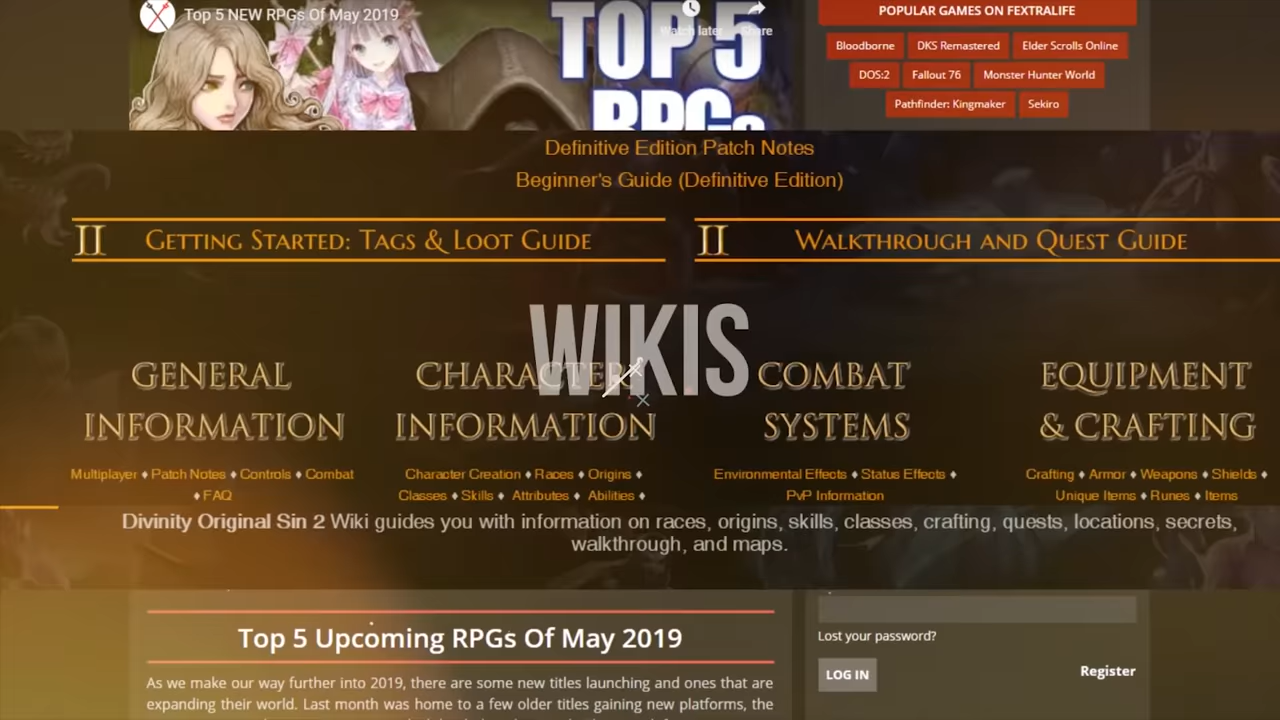 Top 5 NEW RPGs Of May 2019
Watch later
Share
TOP 5
RPGs
POPULAR GAMES ON FEXTRALIFE
Bloodborne
DKS Remastered
Elder Scrolls Online
DOS:2
Fallout 76
Monster Hunter World
Pathfinder: Kingmaker
Sekiro
Definitive Edition Patch Notes
Beginner's Guide (Definitive Edition)
II Getting Started: Tags & Loot Guide
II Walkthrough and Quest Guide
WIKIS
GENERAL
INFORMATION
Multiplayer ♦ Patch Notes ♦ Controls ♦ Combat
♦ FAQ
CHARACTER
INFORMATION
Character Creation ♦ Races ♦ Origins ♦
Classes ♦ Skills ♦ Attributes ♦ Abilities ♦
COMBAT
SYSTEMS
Environmental Effects ♦ Status Effects ♦
PvP Information
EQUIPMENT
& CRAFTING
Crafting ♦ Armor ♦ Weapons ♦ Shields ♦
Unique Items ♦ Runes ♦ Items
Divinity Original Sin 2 Wiki guides you with information on races, origins, skills, classes, crafting, quests, locations, secrets,
walkthrough, and maps.
Top 5 Upcoming RPGs Of May 2019
As we make our way further into 2019, there are some new titles launching and ones that are
expanding their world. Last month was home to a few older titles gaining new platforms, the
Lost your password?
LOG IN
Register